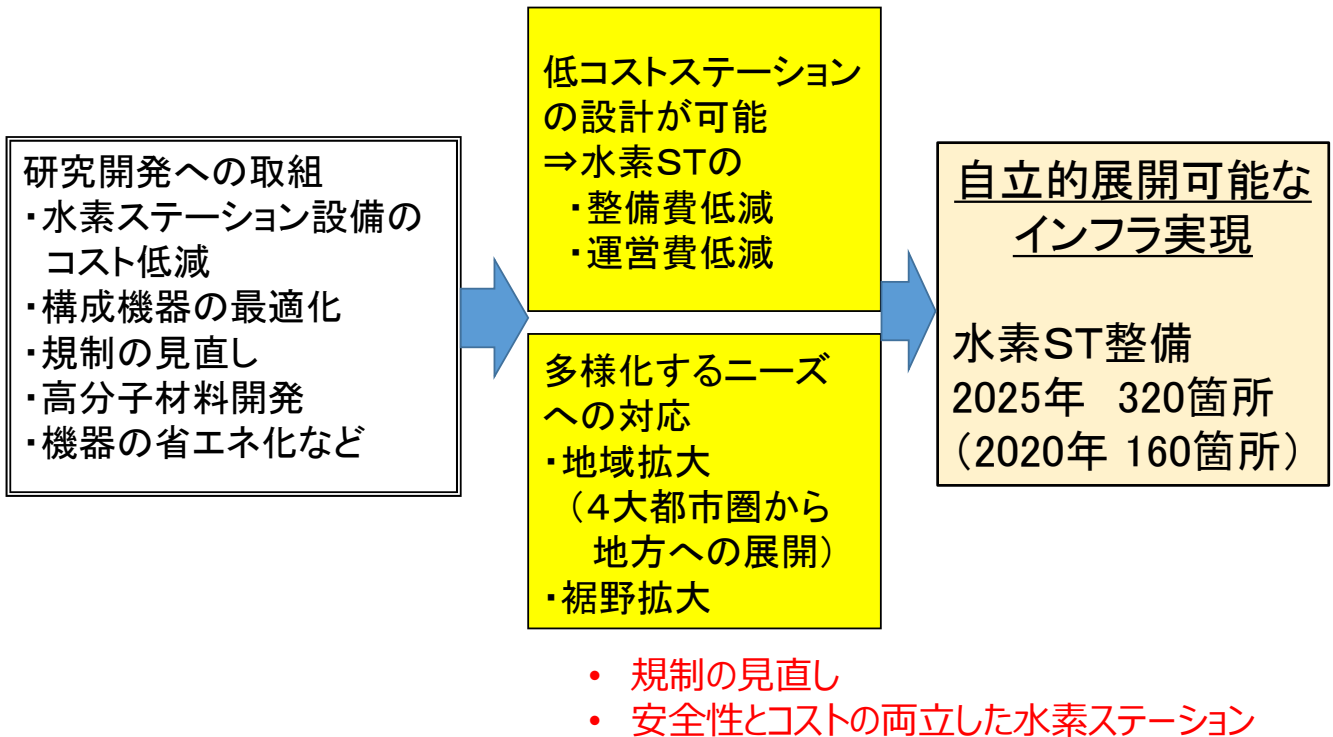 研究開発への取組
・水素ステーション設備の
コスト低減
・構成機器の最適化
・規制の見直し
・高分子材料開発
・機器の省エネ化など
低コストステーション
の設計が可能
⇒水素STの
・整備費低減
・運営費低減
多様化するニーズ
への対応
・地域拡大
（4大都市圏から
地方への展開）
・裾野拡大
自立的展開可能な
インフラ実現
水素ST整備
2025年 320箇所
（2020年 160箇所）
• 規制の見直し
• 安全性とコストの両立した水素ステーション